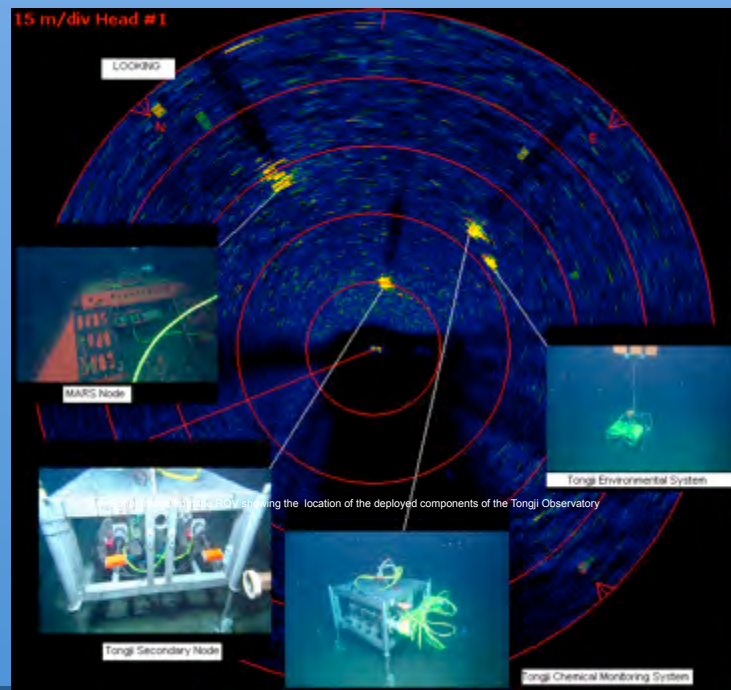 15 m/div Head #1
LOOKING
N
E
MARS Node
Tongji Environmental System
ROV showing the location of the deployed components of the Tongji Observatory
Tongji Secondary Node
Tongji Chemical Monitoring System